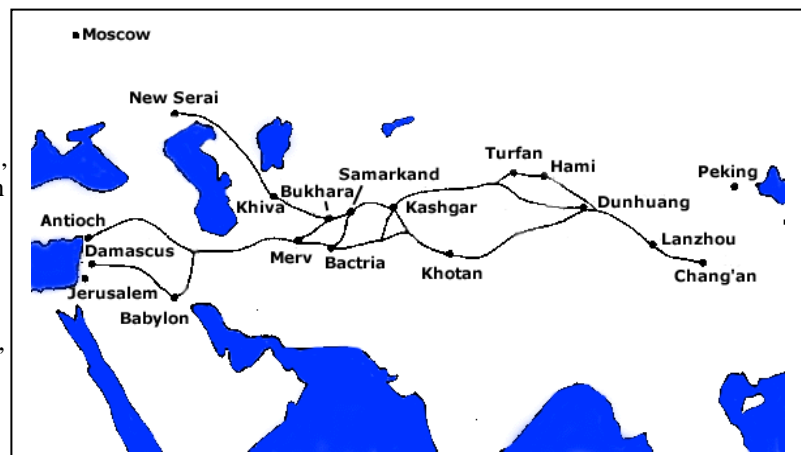 Moscow
New Serai
Samarkand
Turfan
Hami
Bukhara
Peking
Khiva
Kashgar
Dunhuang
Antioch
Damascus
Merv
Bactria
Khotan
Lanzhou
Chang'an
Jerusalem
Babylon